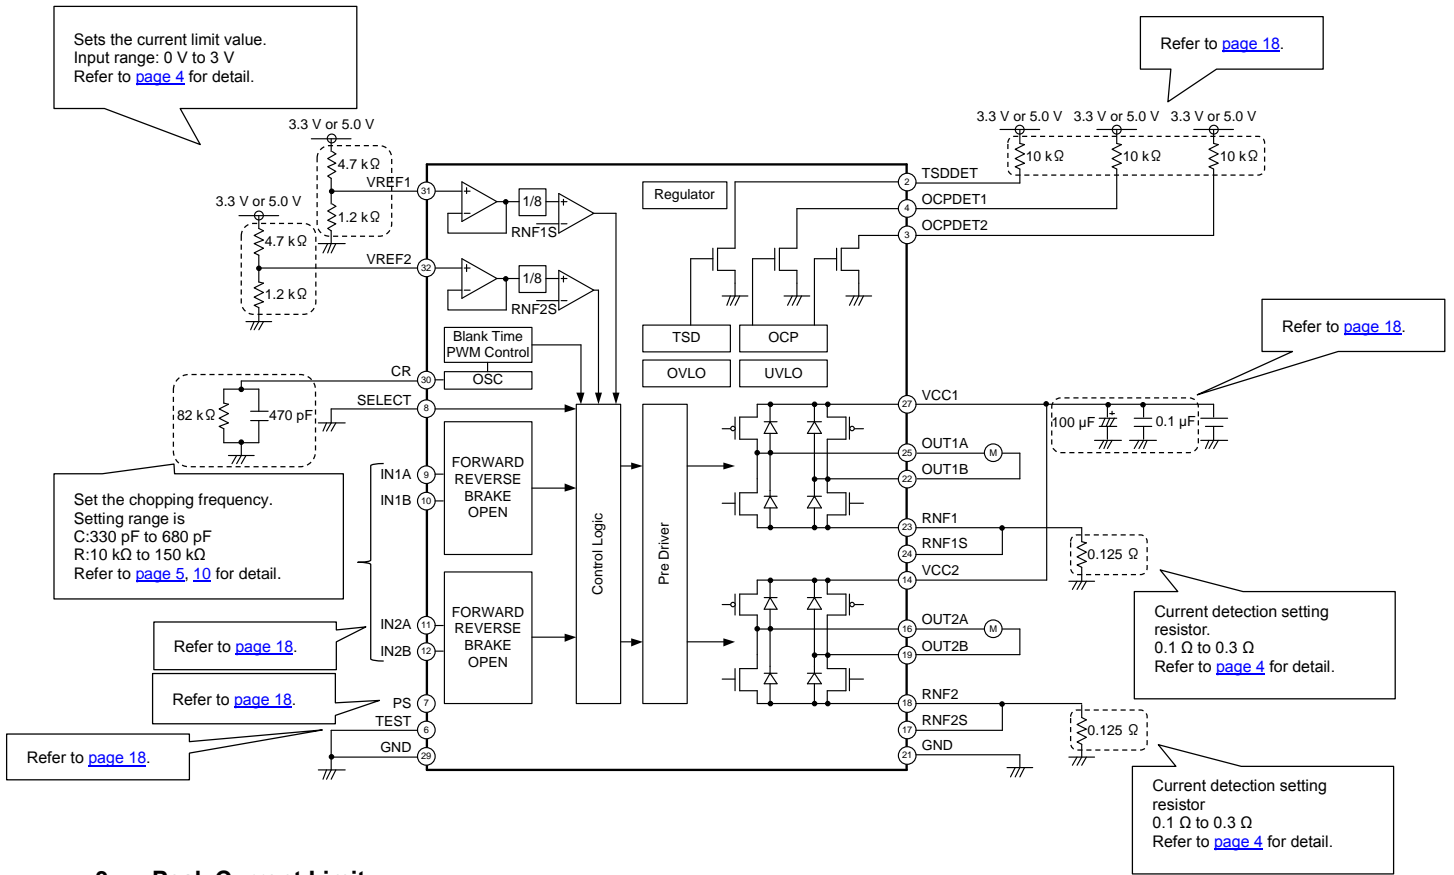 Sets the current limit value.
Input range: 0 V to 3 V
Refer to page 4 for detail.
Refer to page 18.
3.3 V or 5.0 V
4.7 kΩ
1.2 kΩ
VREF1
31
3.3 V or 5.0 V
4.7 kΩ
1.2 kΩ
VREF2
32
1/8
RNF1S
1/8
RNF2S
Regulator
3.3 V or 5.0 V 3.3 V or 5.0 V 3.3 V or 5.0 V
10 kΩ 10 kΩ 10 kΩ
2 TSDDET
4 OCPDET1
3 OCPDET2
TSD
OCP
OVLO
UVLO
Blank Time
PWM Control
OSC
CR
30
SELECT
8
82 kΩ
470 pF
Refer to page 18.
27 VCC1
100 µF + 0.1 µF
25 OUT1A
M
22 OUT1B
23 RNF1
24 RNF1S
0.125 Ω
14 VCC2
16 OUT2A
M
19 OUT2B
18 RNF2
17 RNF2S
0.125 Ω
21 GND
Set the chopping frequency.
Setting range is
C:330 pF to 680 pF
R:10 kΩ to 150 kΩ
Refer to page 5, 10 for detail.
IN1A 9
IN1B 10
FORWARD
REVERSE
BRAKE
OPEN
IN2A 11
IN2B 12
FORWARD
REVERSE
BRAKE
OPEN
Control Logic
Pre Driver
Refer to page 18.
Refer to page 18.
PS 7
TEST 6
GND 29
Refer to page 18.
Current detection setting
resistor.
0.1 Ω to 0.3 Ω
Refer to page 4 for detail.
Current detection setting
resistor
0.1 Ω to 0.3 Ω
Refer to page 4 for detail.